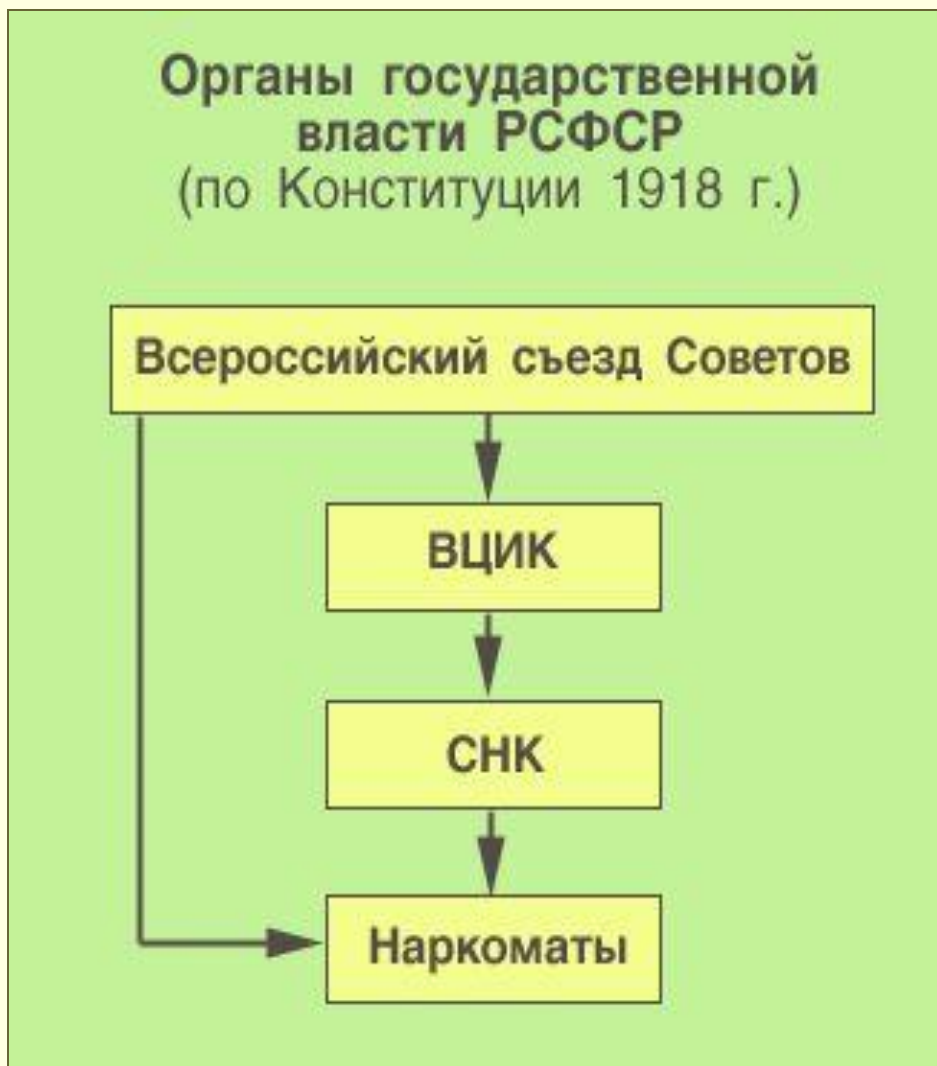 Органы государственной
власти РСФСР
(по Конституции 1918 г.)
Всероссийский съезд Советов
ВЦИК
СНК
Наркоматы